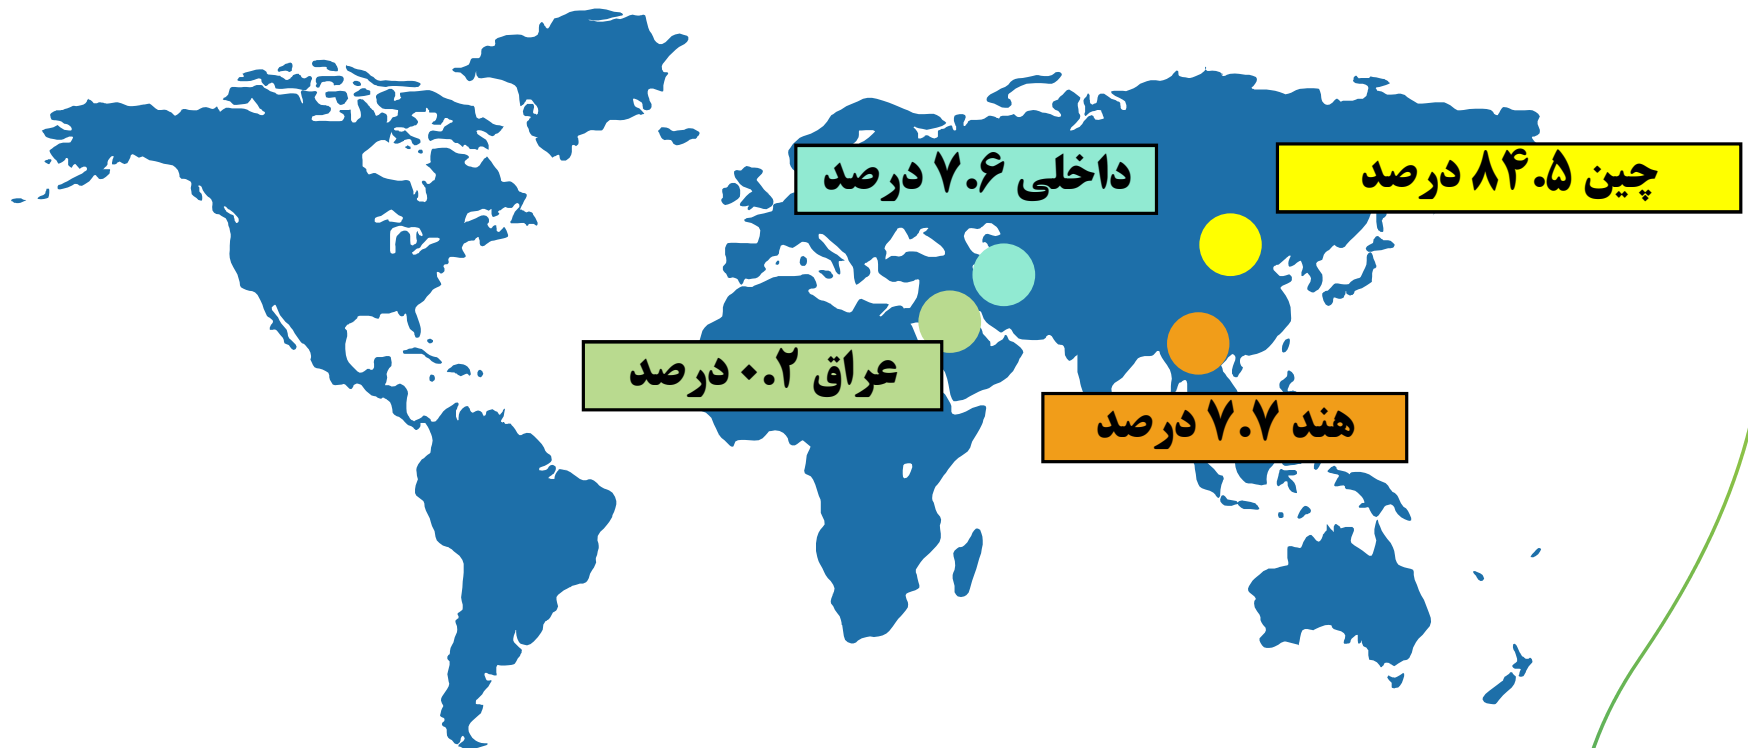 داخلی ۷.۶ درصد
چین ۸۴.۵ درصد
عراق ۰.۲ درصد
هند ۷.۷ درصد